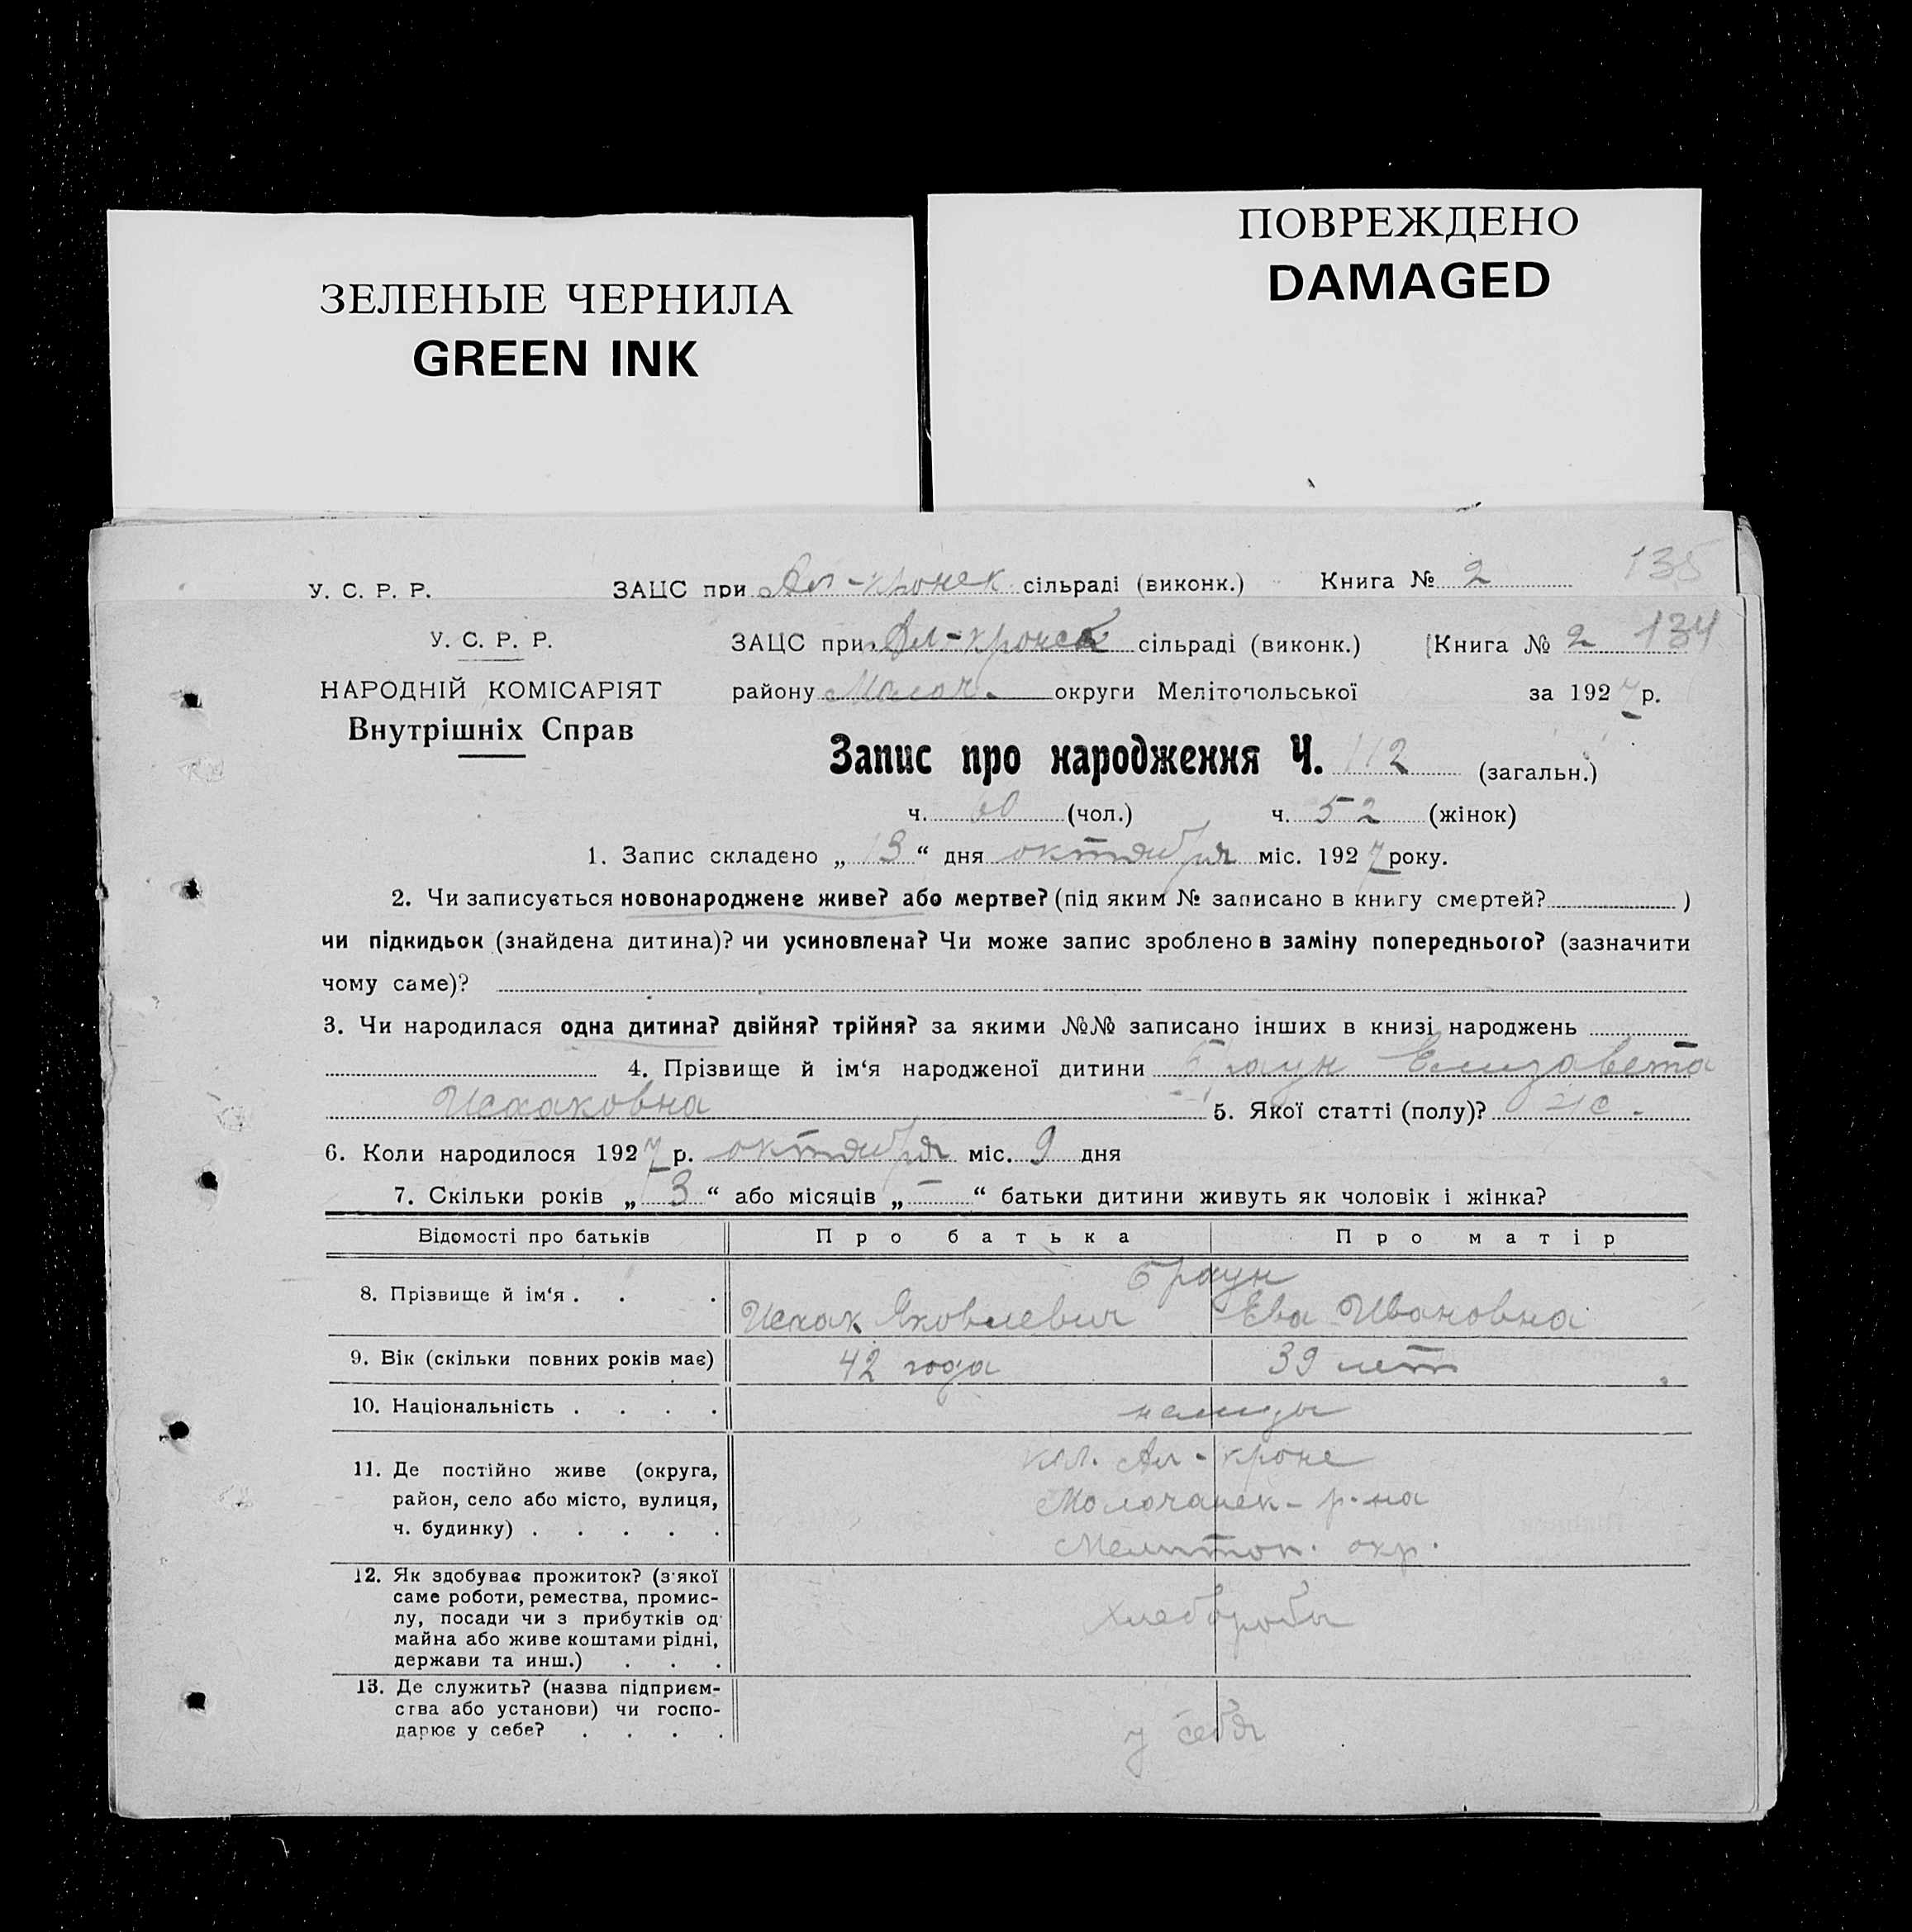 ЗЕЛЕНЫЕ ЧЕРНИЛА
GREEN INK
ПОВРЕЖДЕНО
DAMAGED
У. С. Р. Р. ЗАЦС при Ал-кронск сільраді (виконк.) Книга № 2 135
У. С. Р. Р. ЗАЦС при Ал-кронск сільраді (виконк.) Книга № 2 134
НАРОДНІЙ КОМІСАРІЯТ району Молоч. округи Мелітопольської за 1927 р.
Внутрішніх Справ
Запис про народження Ч. 112 (загальн.)
ч. 60 (чол.) ч. 52 (жінок)
1. Запис складено „ 13 “ дня октября міс. 1927 року.
2. Чи записується новонароджене живе? або мертве? (під яким № записано в книгу смертей? )
чи підкидьок (знайдена дитина)? чи усиновлена? Чи може запис зроблено в заміну попереднього? (зазначити
чому саме)?
3. Чи народилася одна дитина? двійня? трійня? за якими №№ записано інших в книзі народжень
4. Прізвище й ім‘я народженої дитини Браун Елизавета
Исааковна 5. Якої статті (полу)? ж.
6. Коли народилося 1927 р. октября міс. 9 дня
7. Скільки років „ 3 “ або місяців „ – “ батьки дитини живуть як чоловік і жінка?
Відомості про батьків Про батька Про матір
Браун
8. Прізвище й ім‘я . . . Исаак Яковлевич Ева Ивановна
9. Вік (скільки повних років має) 42 года 39 лет
10. Національність . . . . немцы
кол. Ал-кроне
11. Де постійно живе (округа,
район, село або місто, вулиця, Молочанск- р-на
ч. будинку) . . . . . Мелитоп. окр.
12. Як здобуває прожиток? (з'якої
саме роботи, ремества, промис-
лу, посади чи з прибутків од хлеборобы
майна або живе коштами рідні,
держави та инш.) . . .
13. Де служить? (назва підприєм-
ства або установи) чи госпо-
дарює у себе? . . . . у себя